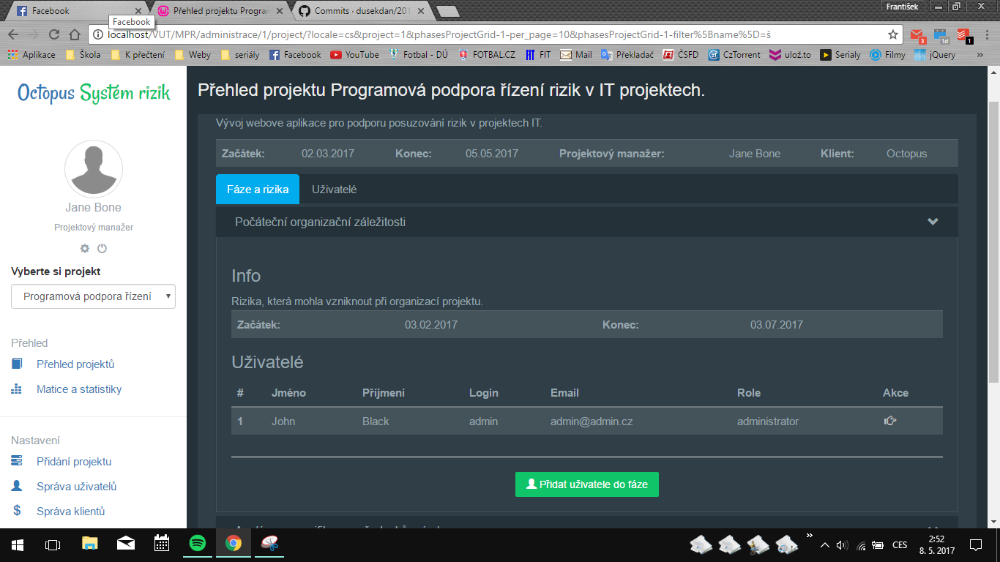 Facebook
Přehled projektu Program
Commits · dusekdan/201
František
Facebook
localhost/VUT/MPR/administrace/1/project/?locale=cs&project=1&phasesProjectGrid-1-per_page=10&phasesProjectGrid-1-filter%5Bname%5D=š
3
1d
1
Aplikace Škola K přečtení Weby seriály Facebook YouTube Fotbal - DÚ FOTBAL.CZ FIT Mail Překladač ČSFD CzTorrent ulož.to Serialy Filmy jQuery »
Octopus Systém rizik
Jane Bone
Projektový manažer
Vyberte si projekt
Programová podpora řízení
Přehled
Přehled projektů
Matice a statistiky
Nastavení
Přidání projektu
Správa uživatelů
Správa klientů
Přehled projektu Programová podpora řízení rizik v IT projektech.
Vývoj webove aplikace pro podporu posuzování rizik v projektech IT.
Začátek: 02.03.2017 Konec: 05.05.2017 Projektový manažer: Jane Bone Klient: Octopus
Fáze a rizika Uživatelé
Počáteční organizační záležitosti
Info
Rizika, která mohla vzniknout při organizací projektu.
Začátek: 03.02.2017 Konec: 03.07.2017
Uživatelé
# Jméno Příjmení Login Email Role Akce
1 John Black admin admin@admin.cz administrator
Přidat uživatele do fáze
CES
2:52
8. 5. 2017